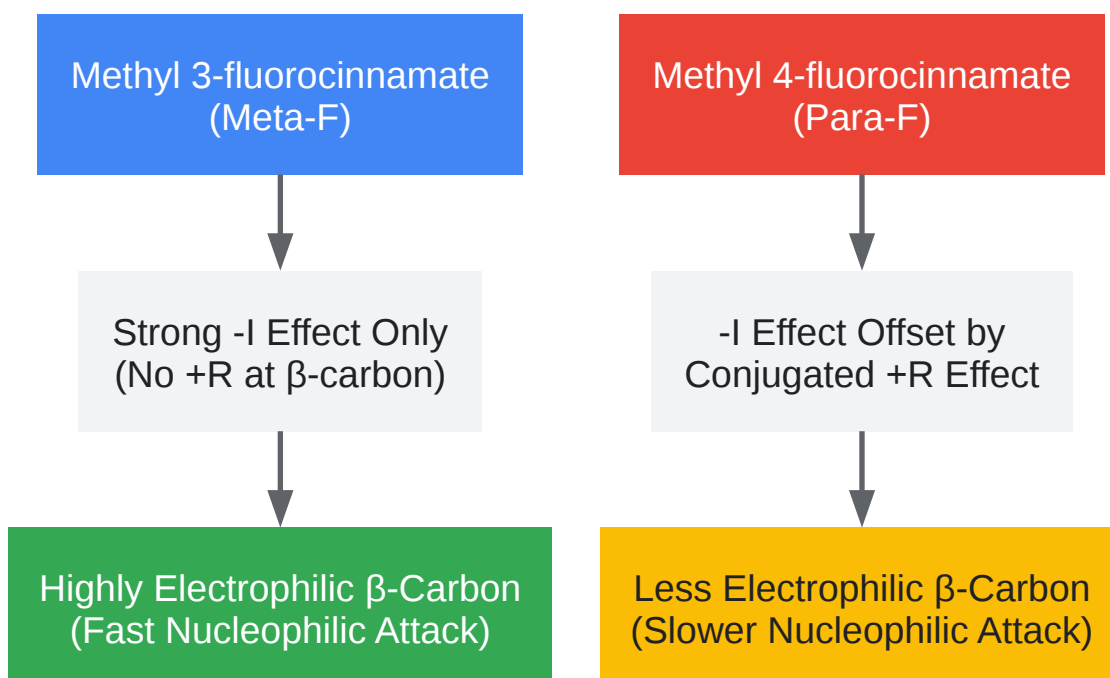 Methyl 3-fluorocinnamate
(Meta-F)
Methyl 4-fluorocinnamate
(Para-F)
Strong -I Effect Only
(No +R at β-carbon)
-I Effect Offset by
Conjugated +R Effect
Highly Electrophilic β-Carbon
(Fast Nucleophilic Attack)
Less Electrophilic β-Carbon
(Slower Nucleophilic Attack)